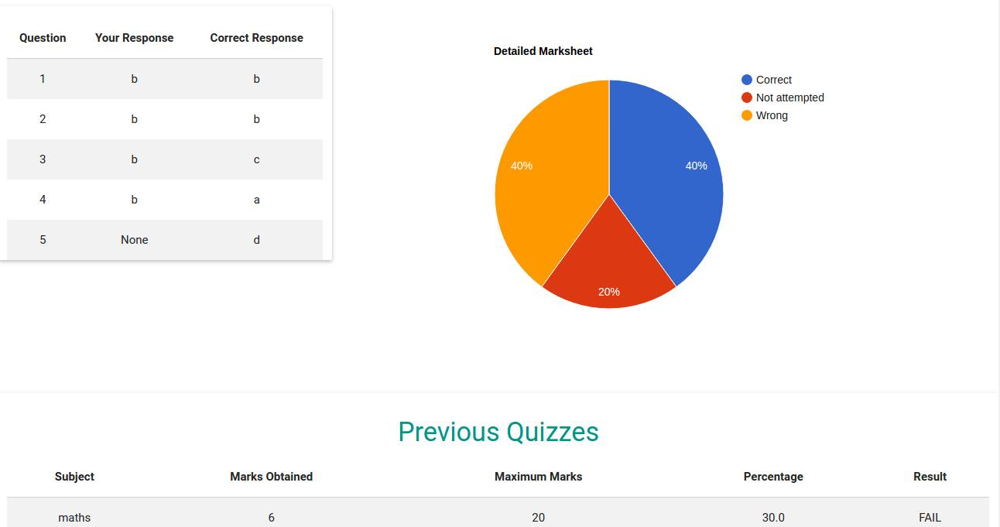 Question Your Response Correct Response
1 b b
2 b b
3 b c
4 b a
5 None d
Detailed Marksheet
Correct
Not attempted
Wrong
40%
40%
20%
Previous Quizzes
Subject Marks Obtained Maximum Marks Percentage Result
maths 6 20 30.0 FAIL